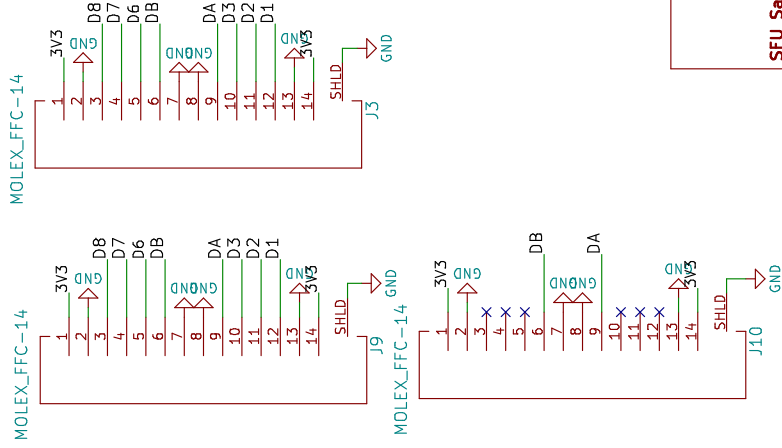 3V3 GND D8 D7 D6 DB GND GND DA D3 D2 D1 GND 3V3 GND
1 2 3 4 5 6 7 8 9 10 11 12 13 14 SHLD
MOLEX_FFC-14
J3
SFU_Sa
3V3 GND D8 D7 D6 DB GND GND DA D3 D2 D1 GND 3V3 GND
1 2 3 4 5 6 7 8 9 10 11 12 13 14 SHLD
MOLEX_FFC-14
J9
3V3 GND DB GND GND DA GND 3V3 GND
1 2 3 4 5 6 7 8 9 10 11 12 13 14 SHLD
MOLEX_FFC-14
J10